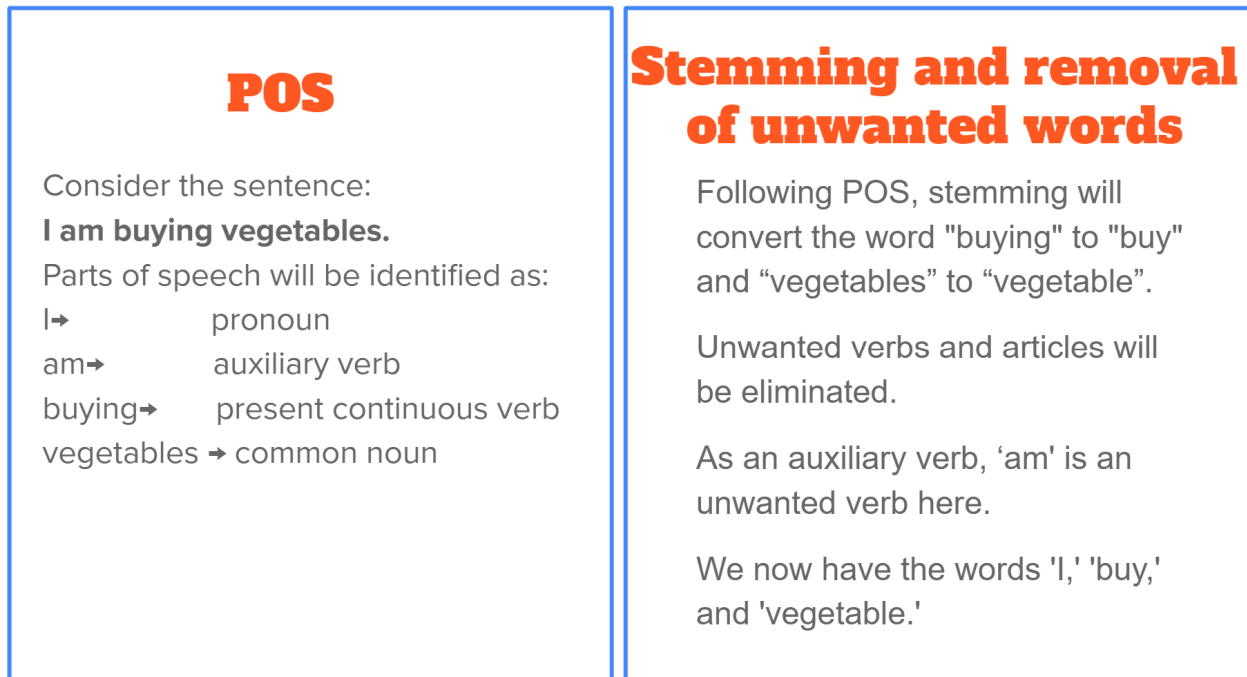 POS
Consider the sentence:
I am buying vegetables.
Parts of speech will be identified as:
I→ pronoun
am→ auxiliary verb
buying→ present continuous verb
vegetables → common noun
Stemming and removal
of unwanted words
Following POS, stemming will
convert the word "buying" to "buy"
and “vegetables” to “vegetable”.
Unwanted verbs and articles will
be eliminated.
As an auxiliary verb, ‘am' is an
unwanted verb here.
We now have the words 'I,' 'buy,'
and 'vegetable.'